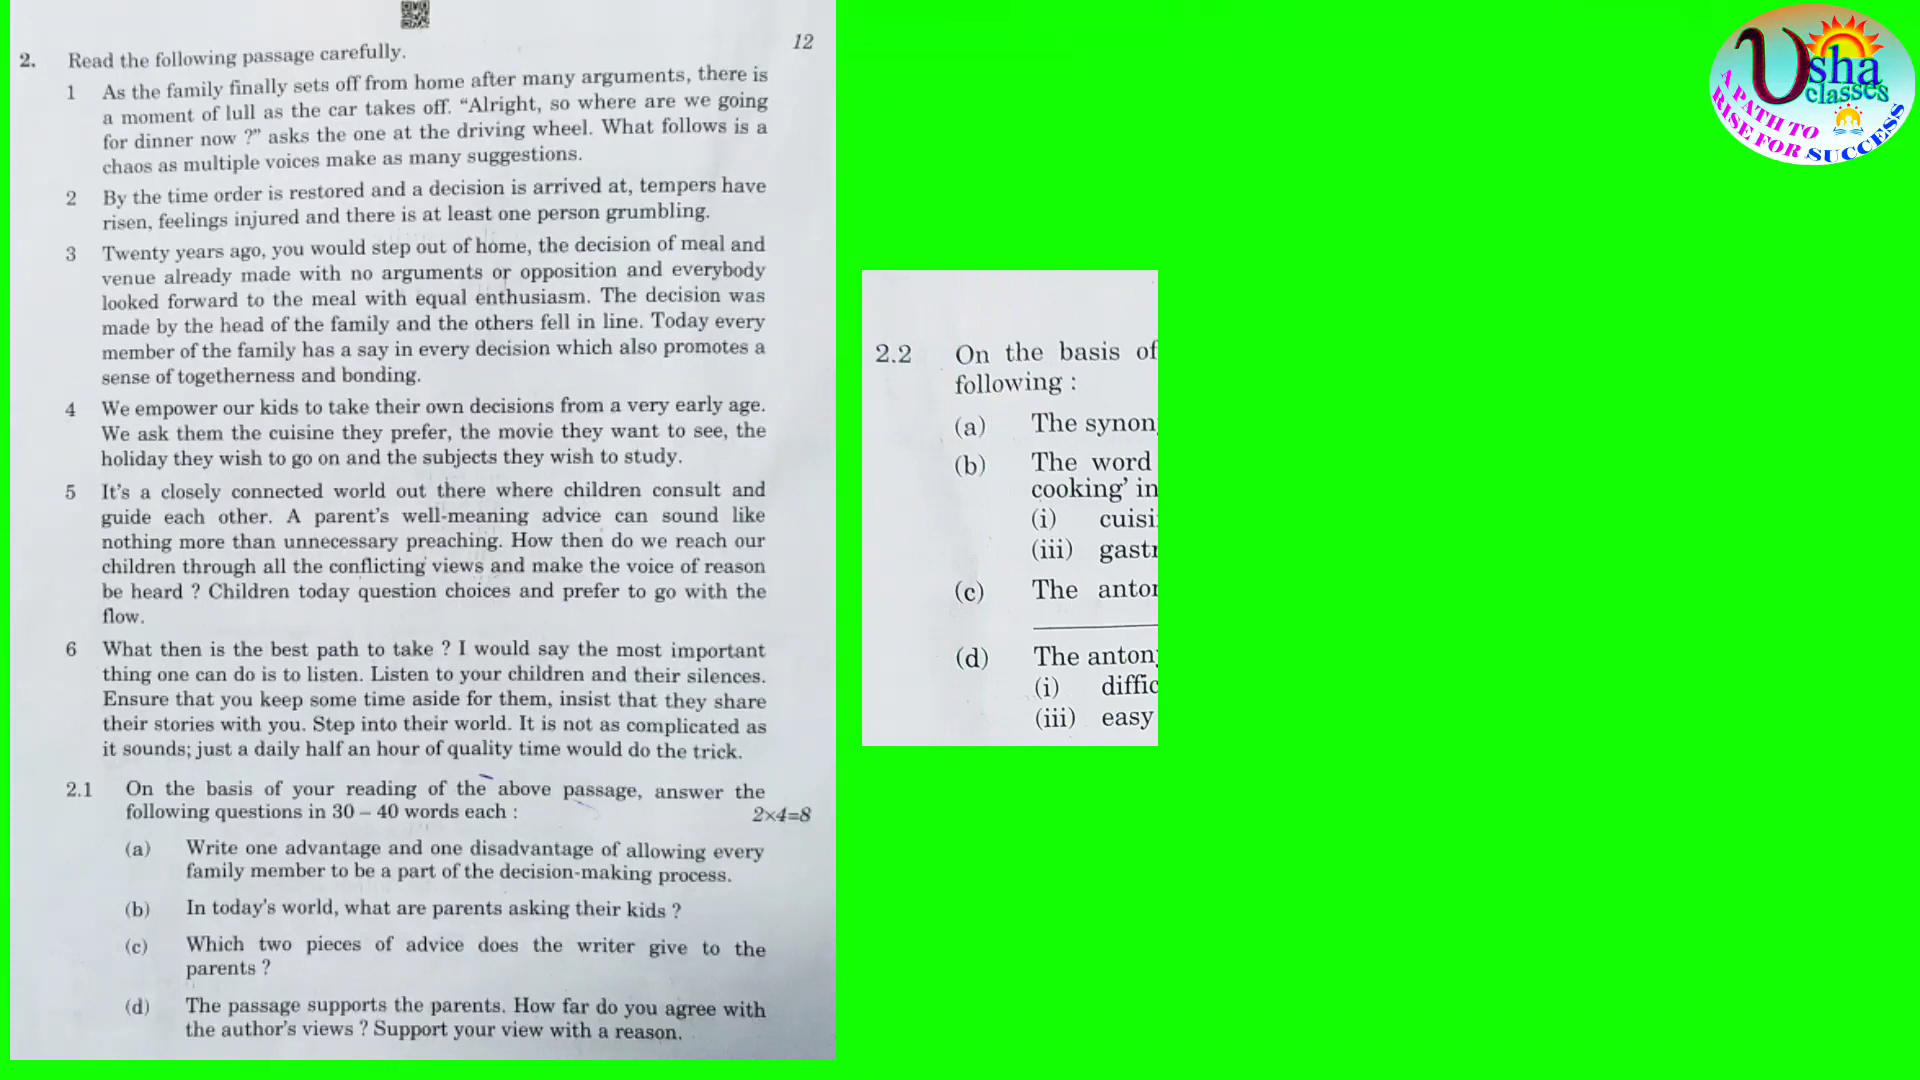 12
2. Read the following passage carefully.
1 As the family finally sets off from home after many arguments, there is
a moment of lull as the car takes off. “Alright, so where are we going
for dinner now ?” asks the one at the driving wheel. What follows is a
chaos as multiple voices make as many suggestions.
2 By the time order is restored and a decision is arrived at, tempers have
risen, feelings injured and there is at least one person grumbling.
3 Twenty years ago, you would step out of home, the decision of meal and
venue already made with no arguments or opposition and everybody
looked forward to the meal with equal enthusiasm. The decision was
made by the head of the family and the others fell in line. Today every
member of the family has a say in every decision which also promotes a
sense of togetherness and bonding.
4 We empower our kids to take their own decisions from a very early age.
We ask them the cuisine they prefer, the movie they want to see, the
holiday they wish to go on and the subjects they wish to study.
5 It’s a closely connected world out there where children consult and
guide each other. A parent’s well-meaning advice can sound like
nothing more than unnecessary preaching. How then do we reach our
children through all the conflicting views and make the voice of reason
be heard ? Children today question choices and prefer to go with the
flow.
6 What then is the best path to take ? I would say the most important
thing one can do is to listen. Listen to your children and their silences.
Ensure that you keep some time aside for them, insist that they share
their stories with you. Step into their world. It is not as complicated as
it sounds; just a daily half an hour of quality time would do the trick.
2.1 On the basis of your reading of the above passage, answer the
following questions in 30 – 40 words each :
2×4=8
(a) Write one advantage and one disadvantage of allowing every
family member to be a part of the decision-making process.
(b) In today’s world, what are parents asking their kids ?
(c) Which two pieces of advice does the writer give to the
parents ?
(d) The passage supports the parents. How far do you agree with
the author’s views ? Support your view with a reason.
2.2 On the basis of
following :
(a) The synon
(b) The word
cooking’ in
(i) cuisi
(iii) gastr
(c) The anton
(d) The antony
(i) diffic
(iii) easy
Usha
classes
A PATH TO
RISE FOR SUCCESS